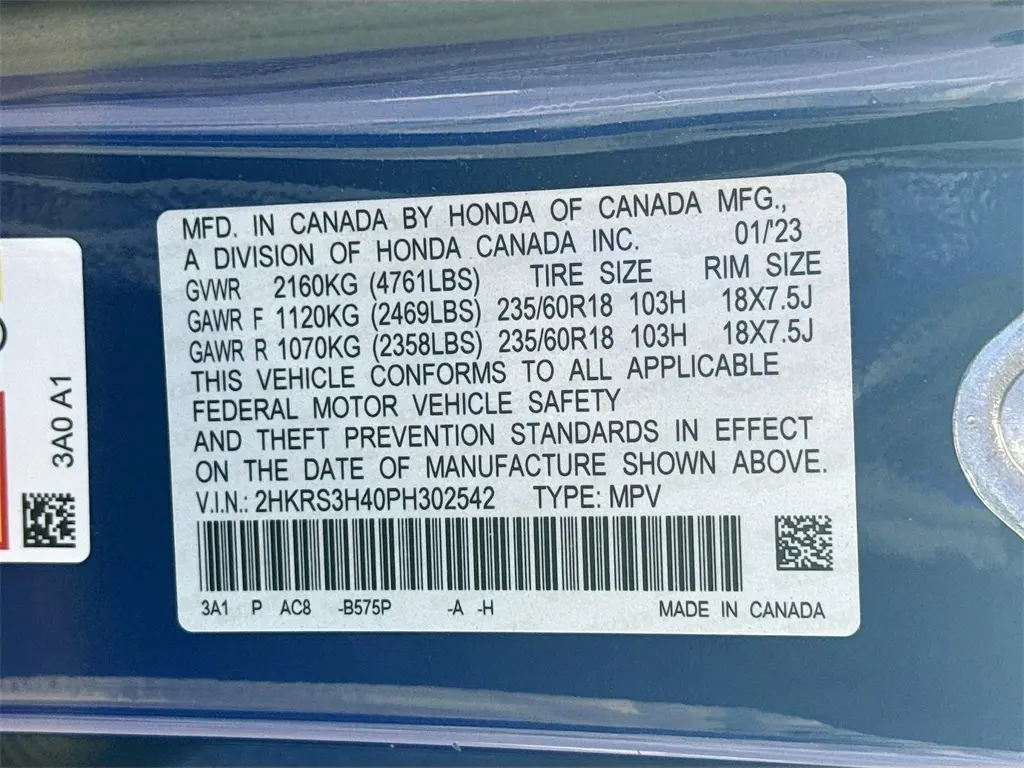 MFD. IN CANADA BY HONDA OF CANADA MFG.,
A DIVISION OF HONDA CANADA INC. 01/'23
GVWR 2160KG (4761LBS) TIRE SIZE RIM SIZE
GAWR F 1120KG (2469LBS) 235/60R18 103H 18X7.5J
GAWR R 1070KG (2358LBS) 235/60R18 103H 18X7.5J
THIS VEHICLE CONFORMS TO ALL APPLICABLE
FEDERAL MOTOR VEHICLE SAFETY
AND THEFT PREVENTION STANDARDS IN EFFECT
ON THE DATE OF MANUFACTURE SHOWN ABOVE.
V.I.N.: 2HKRS3H40PH302542 TYPE: MPV
3A1 P AC8 -B575P -A -H MADE IN CANADA
3A0 A1